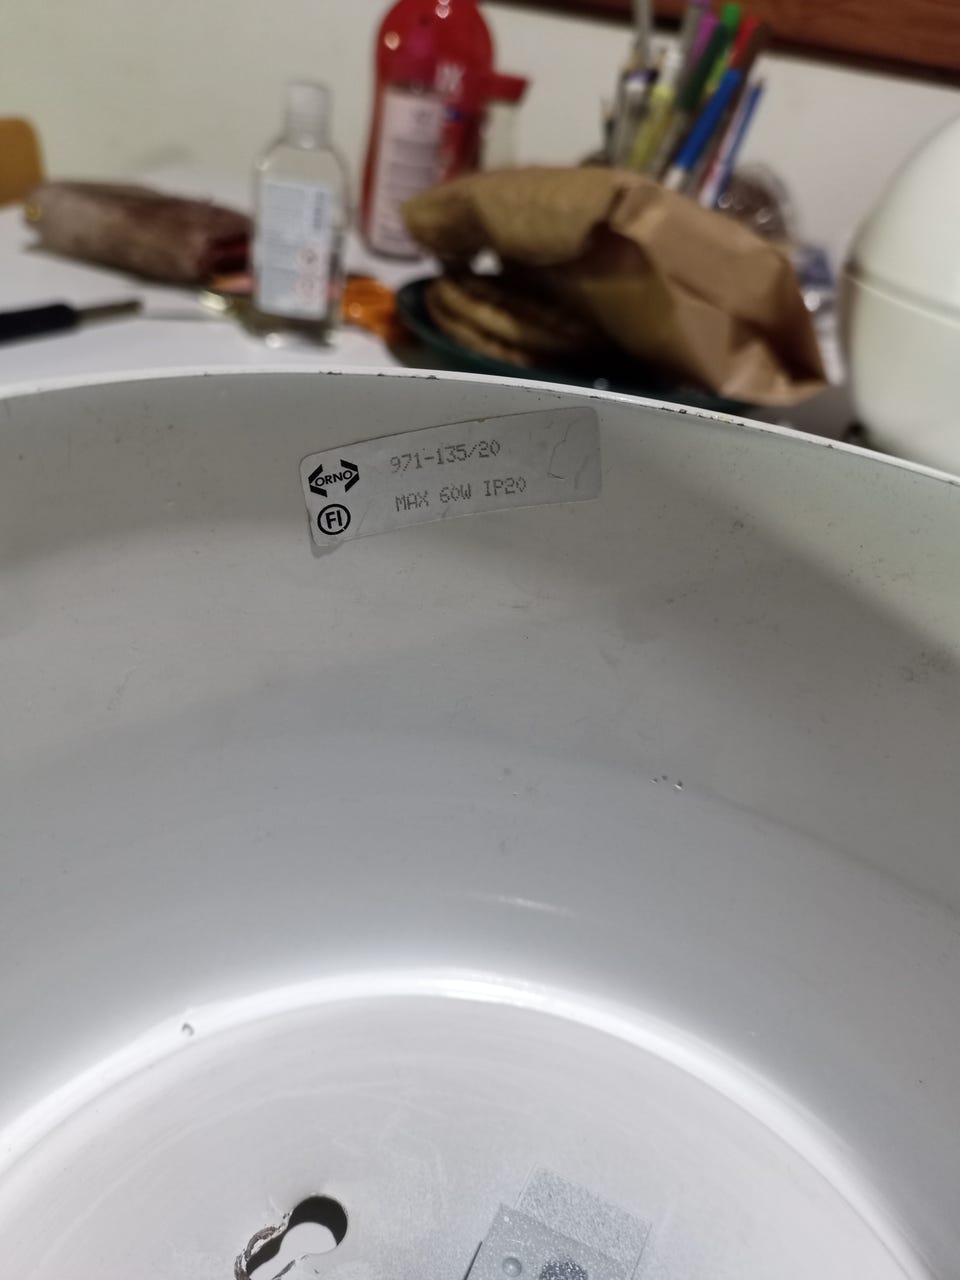 ORNO
971-135/20
FI
MAX 60W IP20